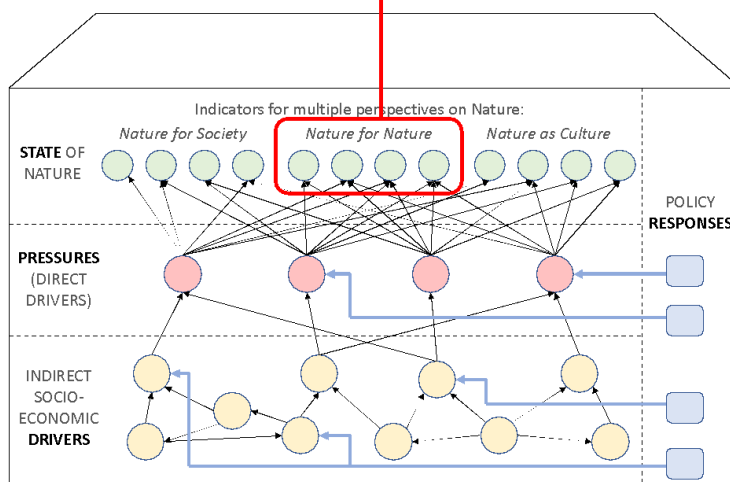 Indicators for multiple perspectives on Nature:
Nature for Society
Nature for Nature
Nature as Culture
STATE OF
NATURE
POLICY
RESPONSES
PRESSURES
(DIRECT
DRIVERS)
INDIRECT
SOCIO-
ECONOMIC
DRIVERS